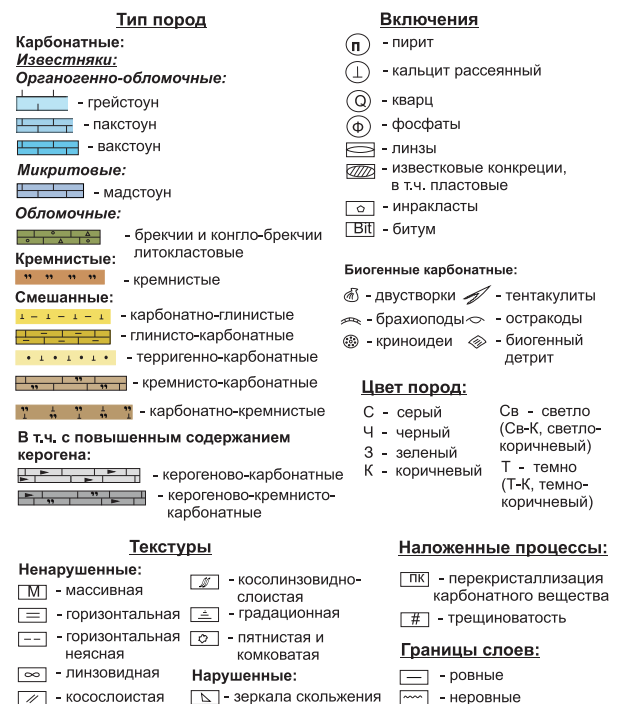 Тип пород
Карбонатные:
Известняки:
Органогенно-обломочные:
- грейстоун
- пакстоун
- вакстоун
Микритовые:
- мадстоун
Обломочные:
- брекчии и конгло-брекчии
литокластовые
Кремнистые:
- кремнистые
Смешанные:
- карбонатно-глинистые
- глинисто-карбонатные
- терригенно-карбонатные
- кремнисто-карбонатные
- карбонатно-кремнистые
В т.ч. с повышенным содержанием
керогена:
- керогеново-карбонатные
- керогеново-кремнисто-
карбонатные
Включения
п - пирит
- кальцит рассеянный
Q - кварц
Ф - фосфаты
- линзы
- известковые конкреции,
в т.ч. пластовые
- инракласты
Bit - битум
Биогенные карбонатные:
- двустворки - тентакулиты
- брахиоподы - остракоды
- криноидеи - биогенный
детрит
Цвет пород:
С - серый
Ч - черный
З - зеленый
К - коричневый
Св - светло
(Св-К, светло-
коричневый)
Т - темно
(Т-К, темно-
коричневый)
Текстуры
Ненарушенные:
М - массивная
- горизонтальная
- горизонтальная
неясная
- линзовидная
- косослоистая
- косолинзовидно-
слоистая
- градационная
- пятнистая и
комковатая
Нарушенные:
- зеркала скольжения
Наложенные процессы:
ПК - перекристаллизация
карбонатного вещества
# - трещиноватость
Границы слоев:
- ровные
- неровные